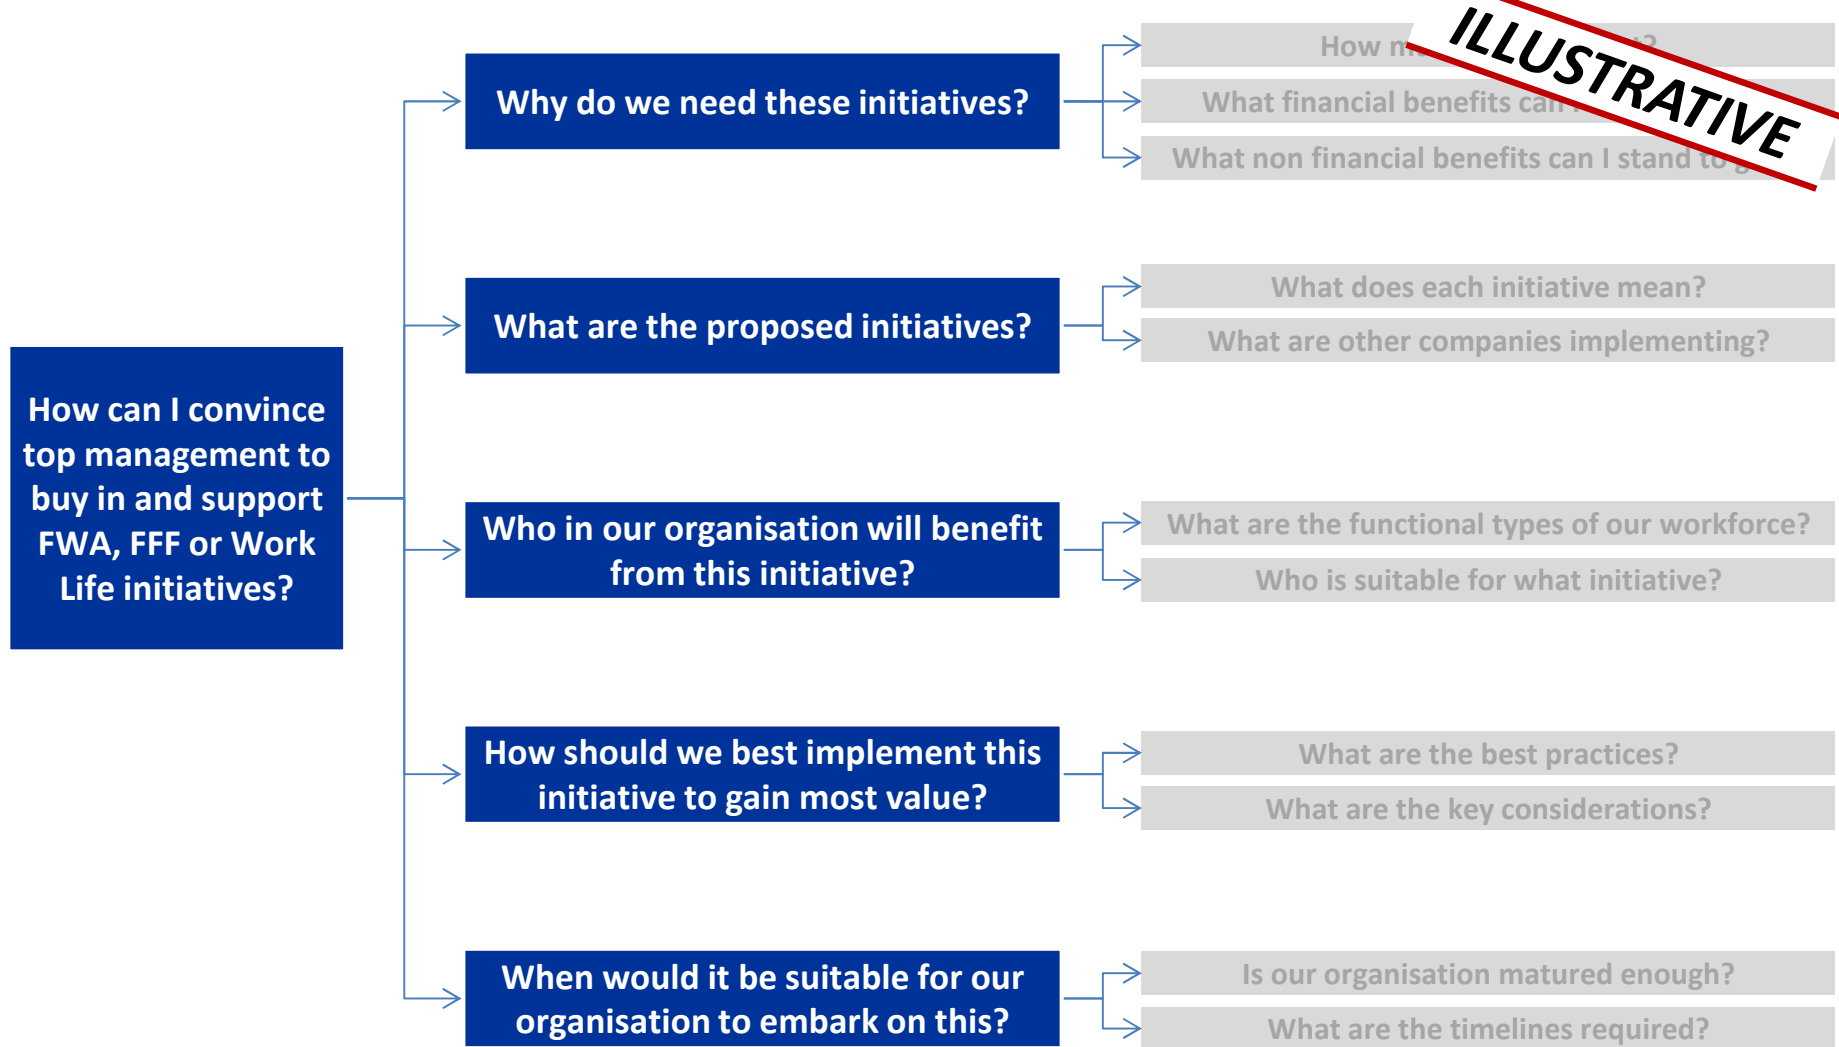 How can I convince
top management to
buy in and support
FWA, FFF or Work
Life initiatives?
Why do we need these initiatives?
How
What financial benefits can
What non financial benefits can I stand to
ILLUSTRATIVE
What are the proposed initiatives?
What does each initiative mean?
What are other companies implementing?
Who in our organisation will benefit
from this initiative?
What are the functional types of our workforce?
Who is suitable for what initiative?
How should we best implement this
initiative to gain most value?
What are the best practices?
What are the key considerations?
When would it be suitable for our
organisation to embark on this?
Is our organisation matured enough?
What are the timelines required?